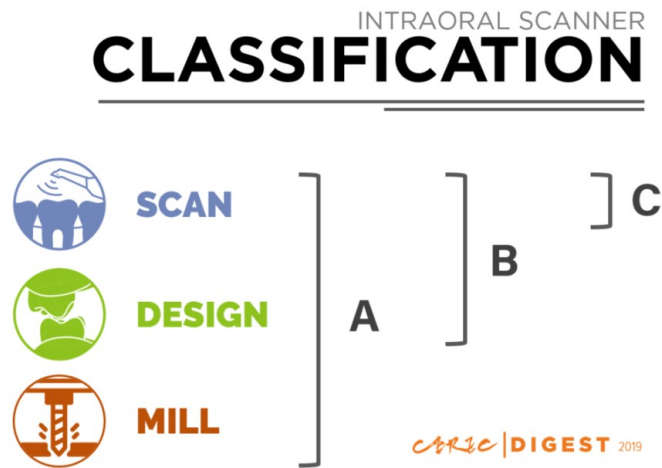 INTRAORAL SCANNER
CLASSIFICATION
SCAN
C
B
DESIGN
A
MILL
CEREC | DIGEST 2019